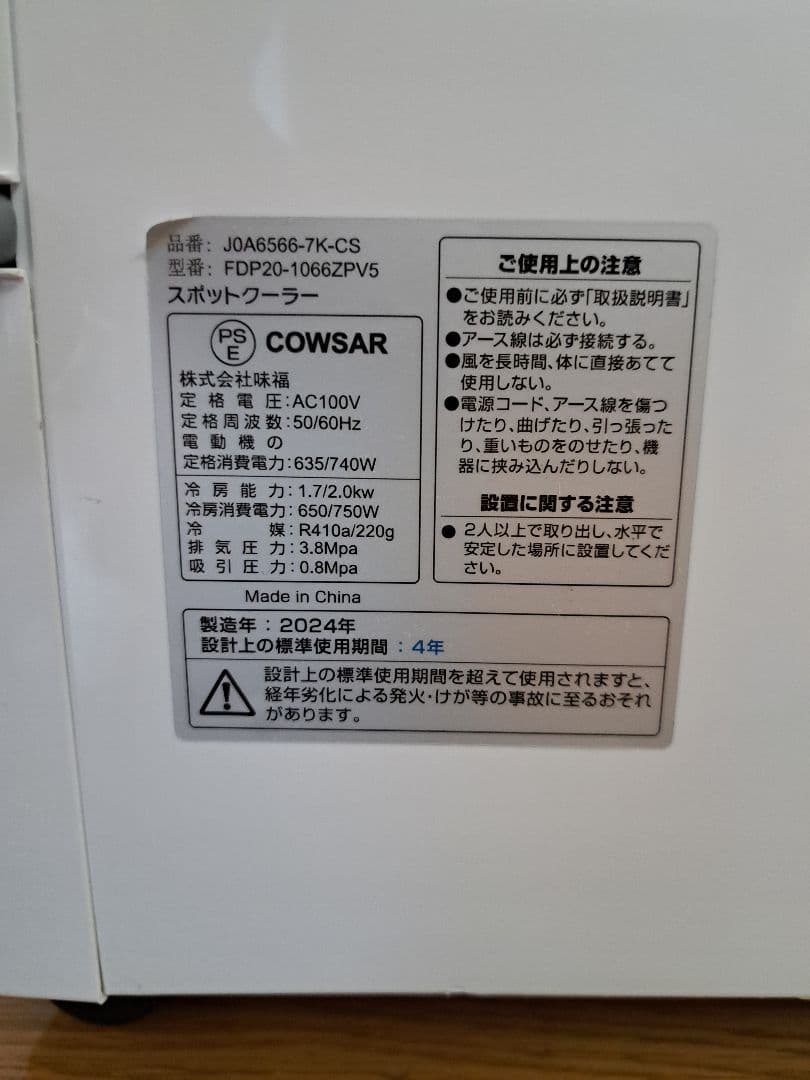 品番: J0A6566-7K-CS
型番: FDP20-1066ZPV5
スポットクーラー
PS
E
COWSAR
株式会社味福
定格電圧:AC100V
定格周波数:50/60Hz
電動機の
定格消費電力:635/740W
冷房能力:1.7/2.0kw
冷房消費電力:650/750W
冷媒:R410a/220g
排気圧力:3.8Mpa
吸引圧力:0.8Mpa
Made in China
ご使用上の注意
●ご使用前に必ず「取扱説明書」
をお読みください。
●アース線は必ず接続する。
●風を長時間、体に直接あてて
使用しない。
●電源コード、アース線を傷つ
けたり、曲げたり、引っ張った
り、重いものをのせたり、機
器に挟み込んだりしない。
設置に関する注意
● 2人以上で取り出し、水平で
安定した場所に設置してくだ
さい。
製造年:2024年
設計上の標準使用期間:4年
設計上の標準使用期間を超えて使用されますと、
経年劣化による発火・けが等の事故に至るおそれ
があります。